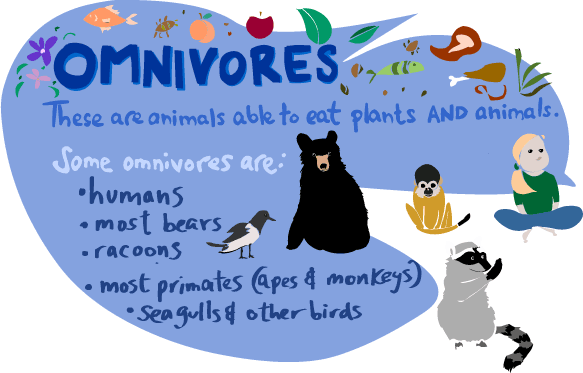 OMNIVORES
These are animals able to eat plants AND animals.
Some omnivores are:
• humans
• most bears
• racoons
• most primates (apes & monkeys)
• seagulls & other birds